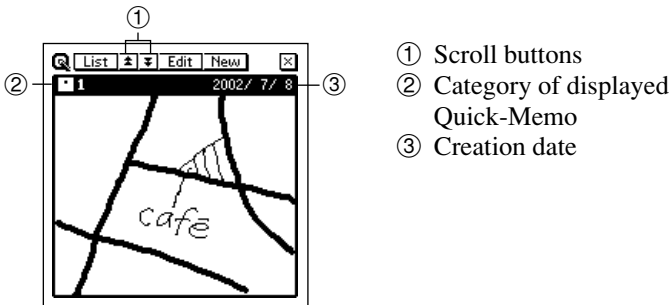 ①
List Edit New
② 1 2002/ 7/ 8 ③
café
① Scroll buttons
② Category of displayed
Quick-Memo
③ Creation date